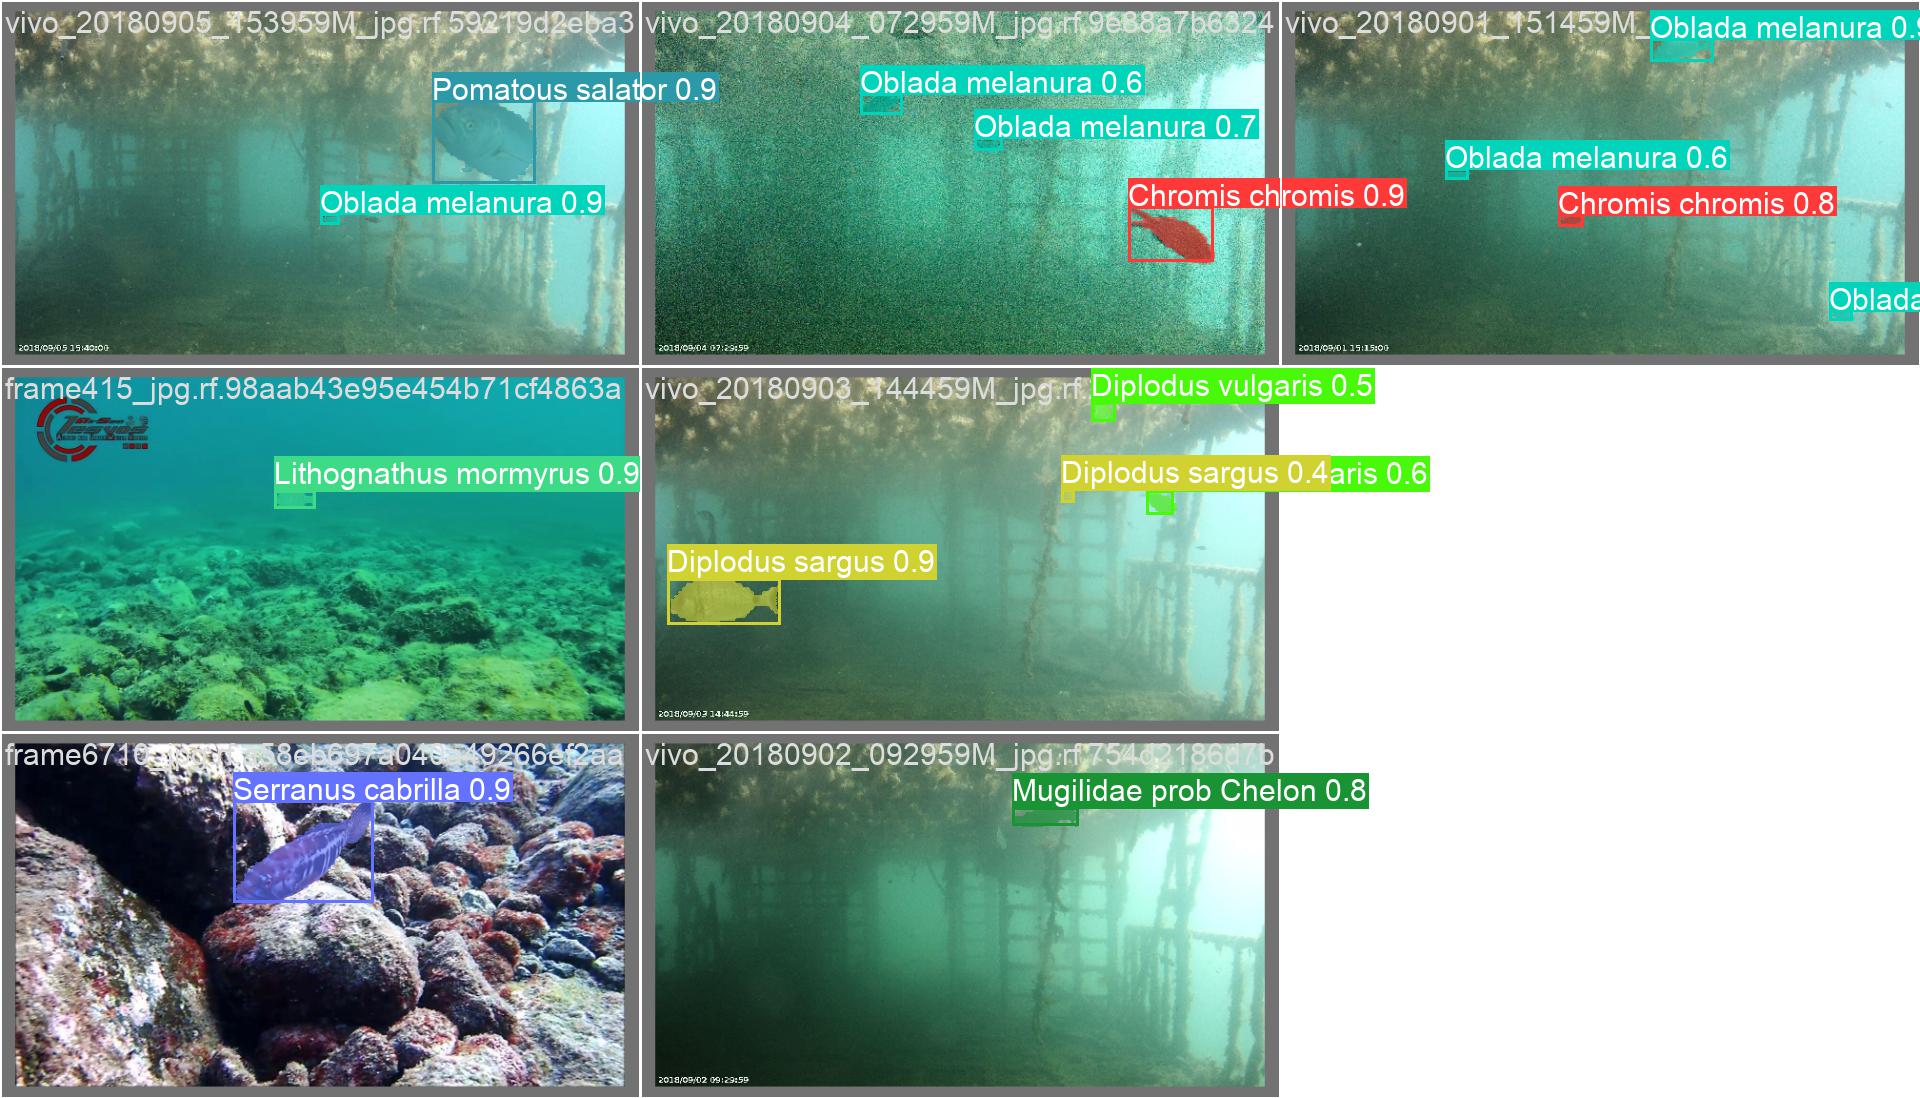 vivo_20180905_153959M_jpg.rf.59219d2eba3
Pomatous salator 0.9
Oblada melanura 0.9
2018/09/05 15:40:00
vivo_20180904_072959M_jpg.rf.9e88a7b6324
Oblada melanura 0.6
Oblada melanura 0.7
Chromis chromis 0.9
2018/09/04 07:29:59
vivo_20180901_151459M_
Oblada melanura 0.9
Oblada melanura 0.6
Chromis chromis 0.8
Oblada
2018/09/01 15:15:00
frame415_jpg.rf.98aab43e95e454b71cf4863a
Lithognathus mormyrus 0.9
vivo_20180903_144459M_jpg.rf.
Diplodus vulgaris 0.5
Diplodus sargus 0.4
aris 0.6
Diplodus sargus 0.9
2018/09/03 14:44:59
Serranus cabrilla 0.9
vivo_20180902_092959M_jpg.rf.754d2186d7b
Mugilidae prob Chelon 0.8
2018/09/02 09:29:59